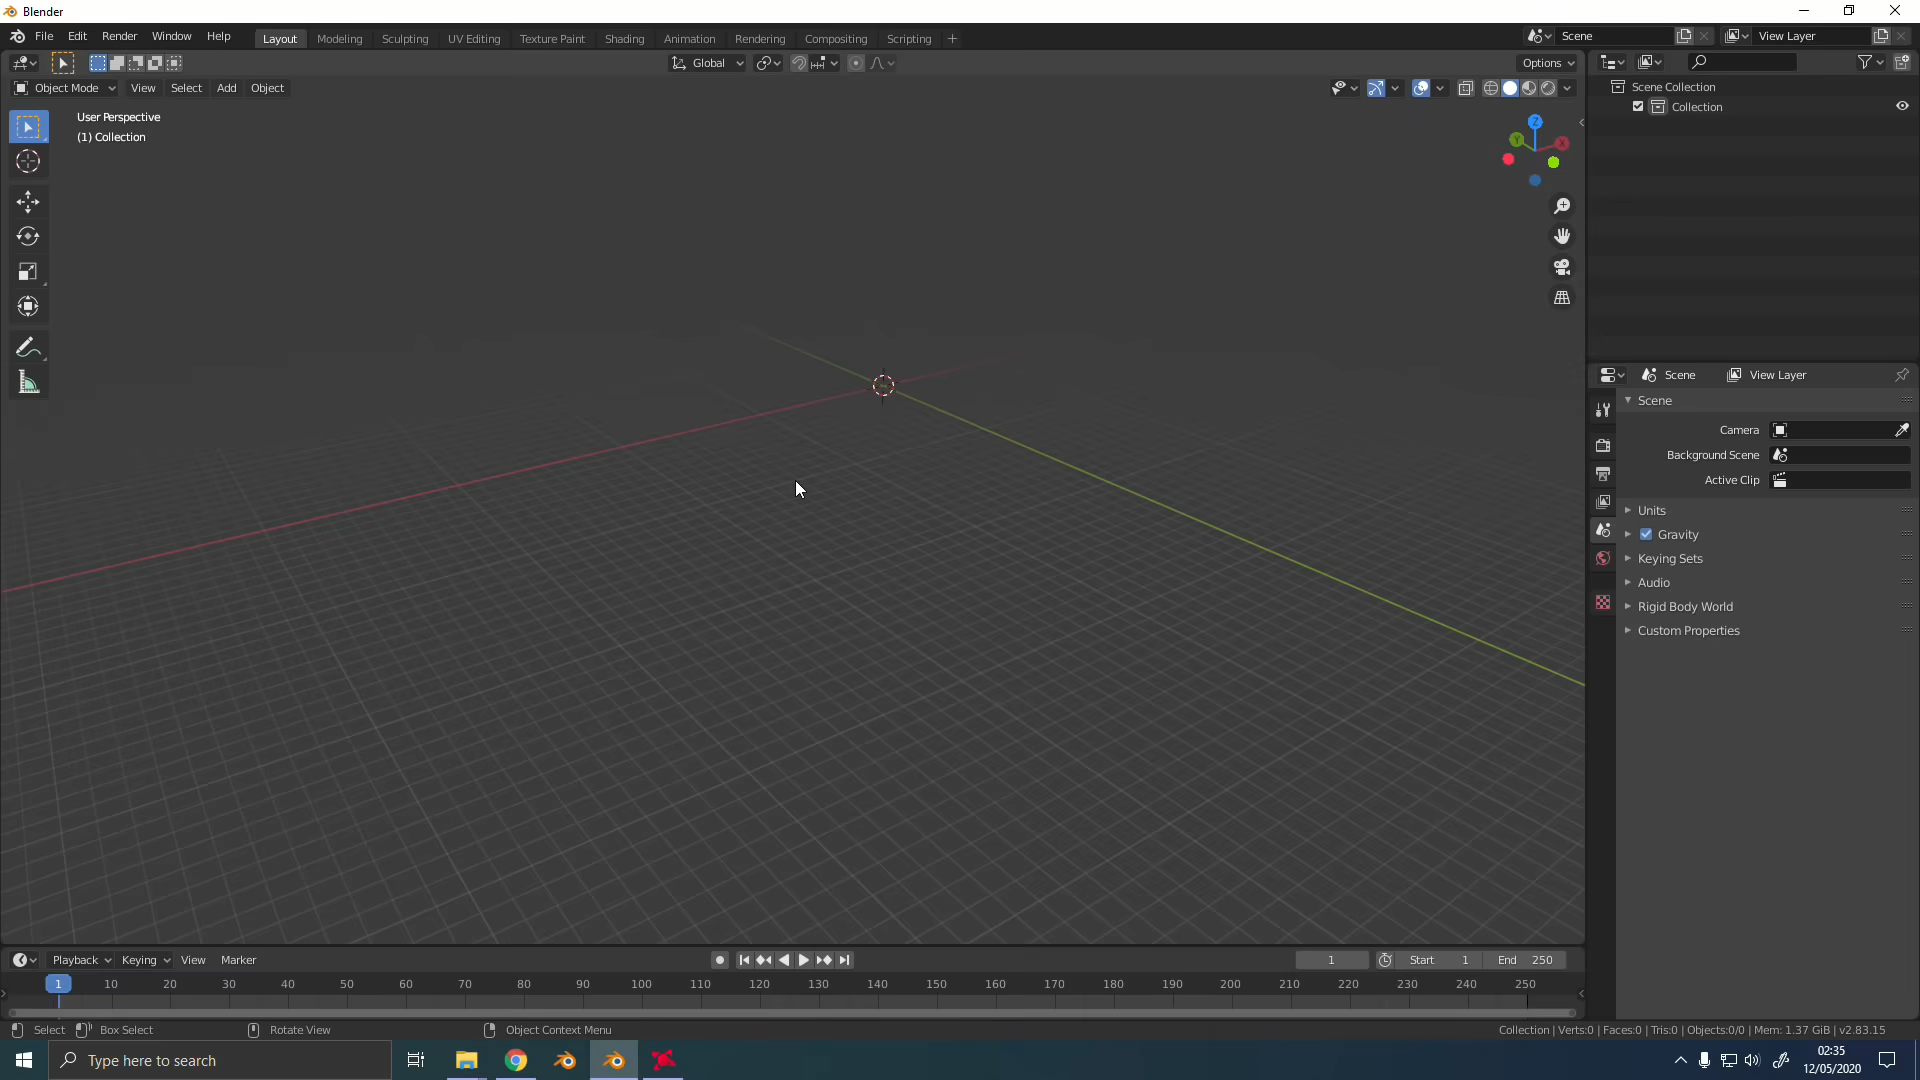 Blender
File Edit Render Window Help
Layout Modeling Sculpting UV Editing Texture Paint Shading Animation Rendering Compositing Scripting +
Scene
View Layer
Global
Options
Object Mode View Select Add Object
User Perspective
(1) Collection
Z
Y
X
Scene Collection
Collection
Scene View Layer
Scene
Camera
Background Scene
Active Clip
Units
Gravity
Keying Sets
Audio
Rigid Body World
Custom Properties
Playback Keying View Marker
1 Start 1 End 250
1 10 20 30 40 50 60 70 80 90 100 110 120 130 140 150 160 170 180 190 200 210 220 230 240 250
Select Box Select Rotate View Object Context Menu
Collection | Verts:0 | Faces:0 | Tris:0 | Objects:0/0 | Mem: 1.37 GiB | v2.83.15
Type here to search
02:35
12/05/2020